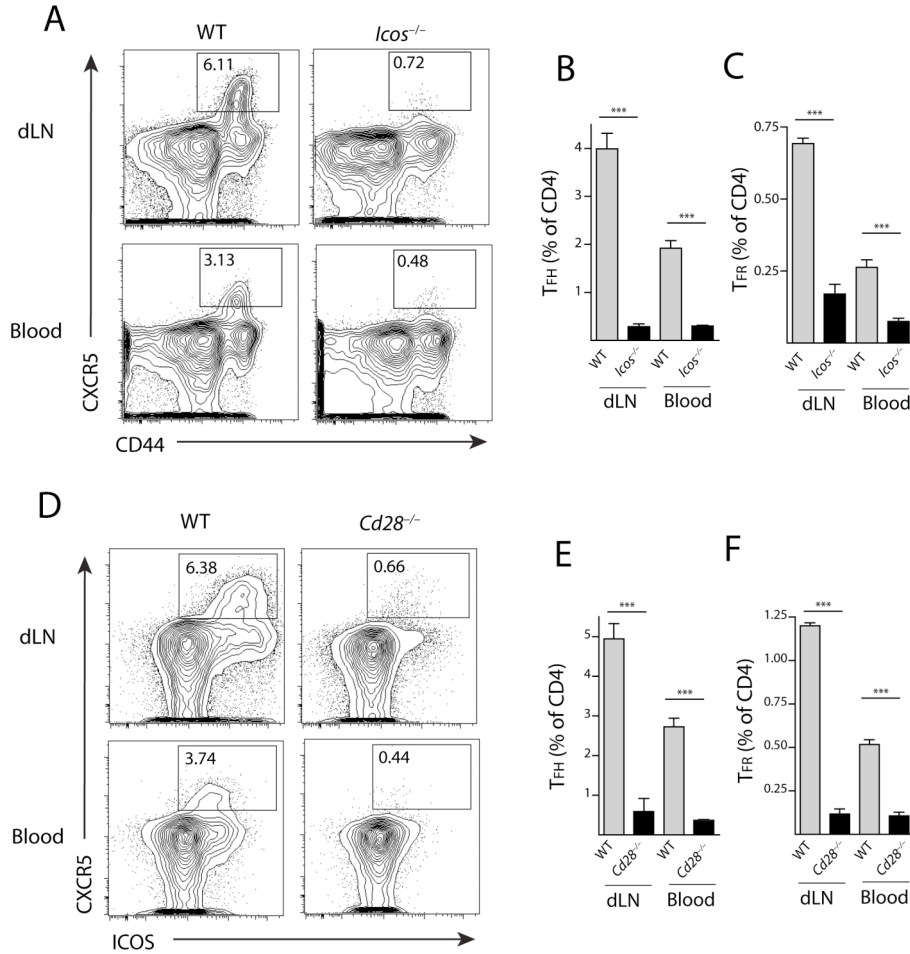 A
WT
Icos–/–
dLN
6.11
0.72
Blood
3.13
0.48
CXCR5
CD44
B
***
***
TFH (% of CD4)
4
3
2
1
WT
Icos–/–
WT
Icos–/–
dLN
Blood
C
***
***
TFR (% of CD4)
0.75
0.50
0.25
WT
Icos–/–
WT
Icos–/–
dLN
Blood
D
WT
Cd28–/–
dLN
6.38
0.66
Blood
3.74
0.44
CXCR5
ICOS
E
***
***
TFH (% of CD4)
5
4
3
2
1
WT
Cd28–/–
WT
Cd28–/–
dLN
Blood
F
***
***
TFR (% of CD4)
1.25
1.00
0.50
0.25
WT
Cd28–/–
WT
Cd28–/–
dLN
Blood